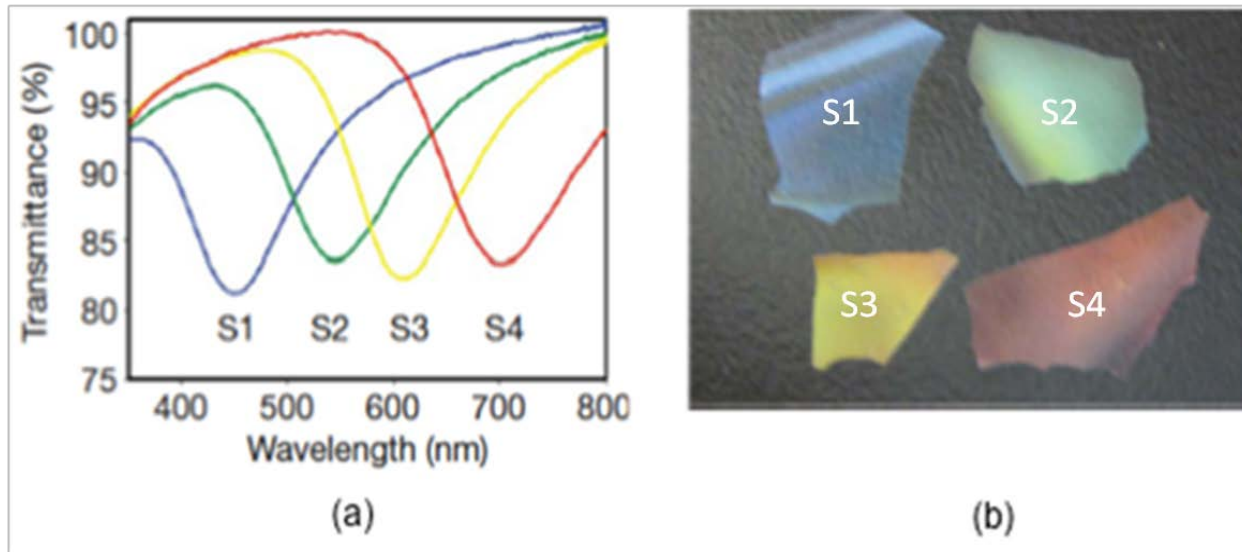 Transmittance (%)
100
95
90
85
80
75
S1 S2 S3 S4
400 500 600 700 800
Wavelength (nm)
(a)
S1 S2
S3 S4
(b)